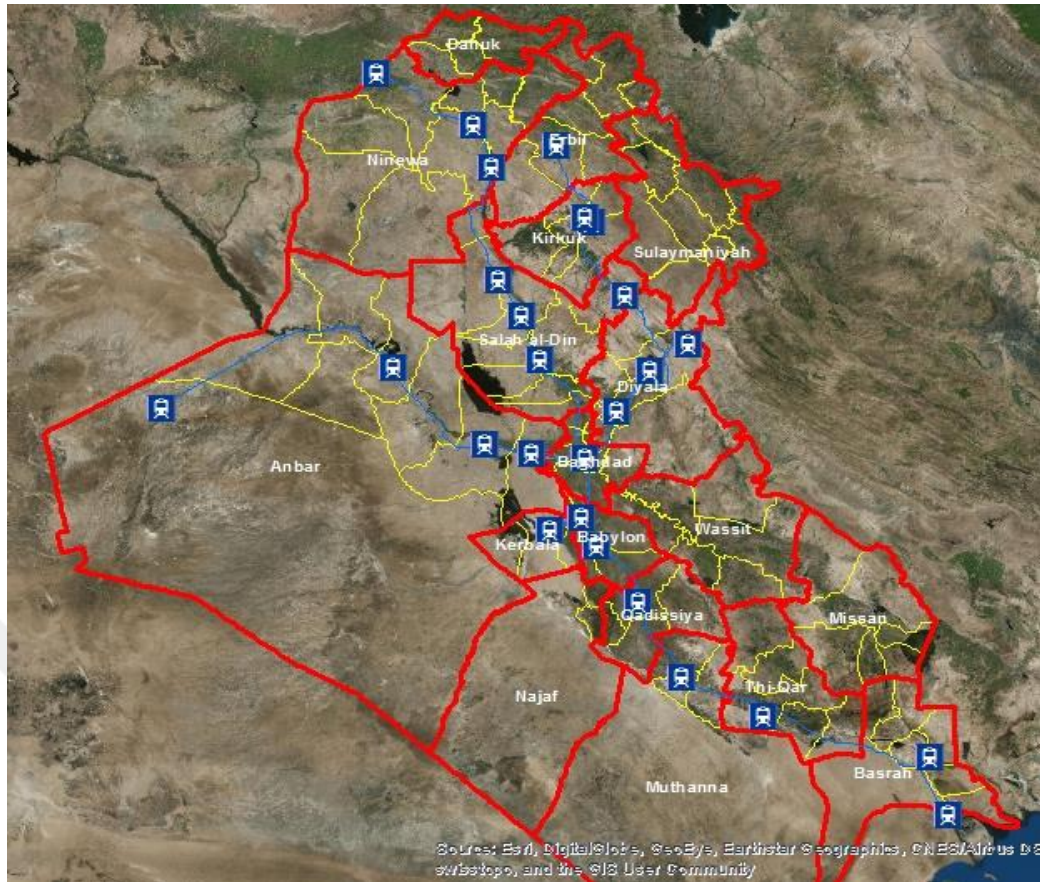 Dahuk
Erbil
Ninewa
Kirkuk
Sulaymaniyah
Salah al-Din
Diyala
Anbar
Baghdad
Wassit
Kerbala
Babylon
Qadissiya
Missan
Najaf
Thi-Qar
Basrah
Muthanna
Source: Esri, DigitalGlobe, GeoEye, Earthstar Geographics, CNES/Airbus DS
swisstopo, and the GIS User Community